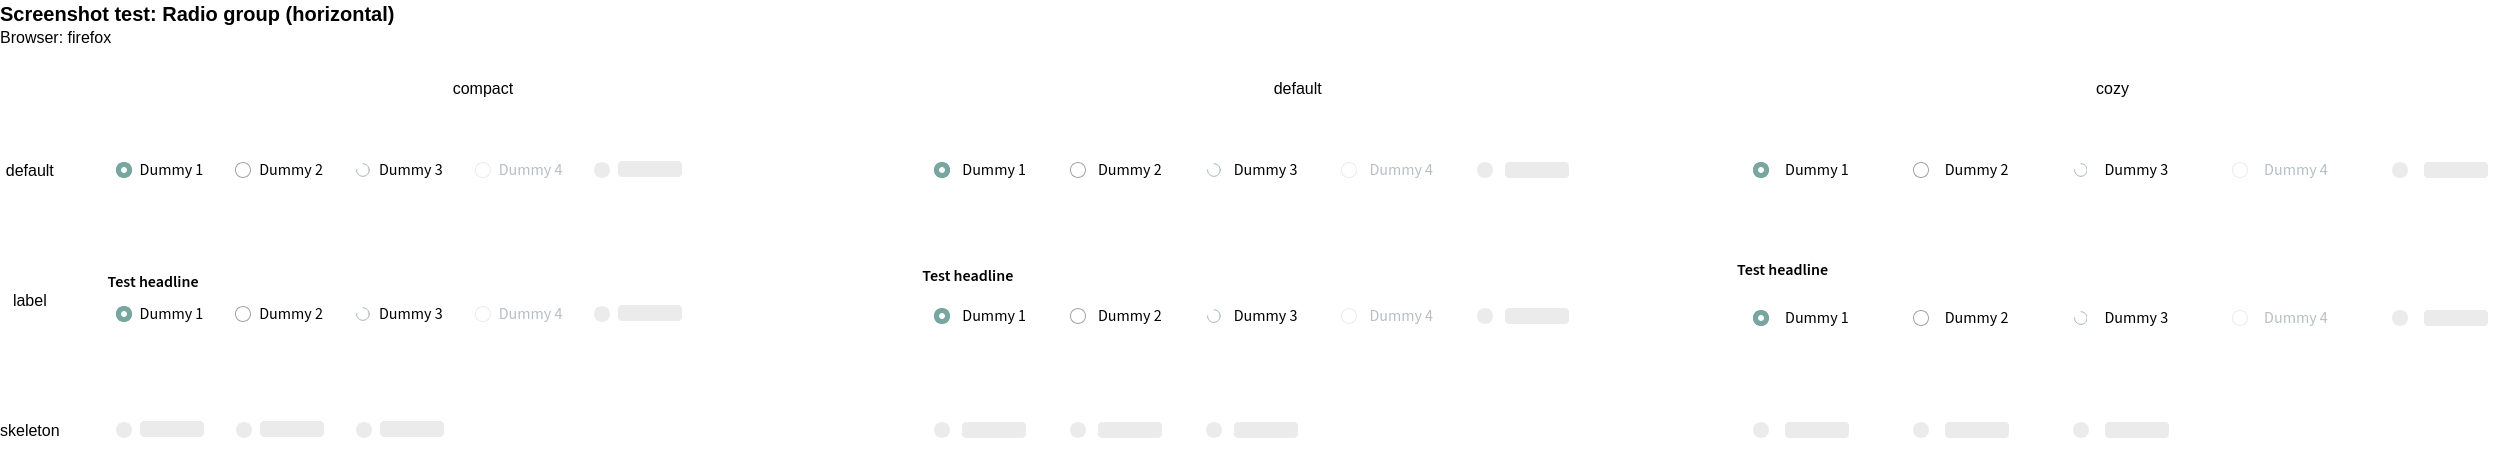 Screenshot test: Radio group (horizontal)
Browser: firefox
compact default cozy
default Dummy 1 Dummy 2 Dummy 3 Dummy 4 Dummy 1 Dummy 2 Dummy 3 Dummy 4 Dummy 1 Dummy 2 Dummy 3 Dummy 4
Test headline Test headline Test headline
label Dummy 1 Dummy 2 Dummy 3 Dummy 4 Dummy 1 Dummy 2 Dummy 3 Dummy 4 Dummy 1 Dummy 2 Dummy 3 Dummy 4
skeleton